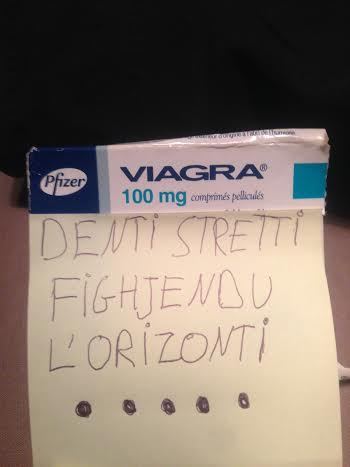 Pfizer
VIAGRA®
100 mg comprimés pelliculés
DENTI STRETTI
FIGHJENDU
L'ORIZONTI
.....